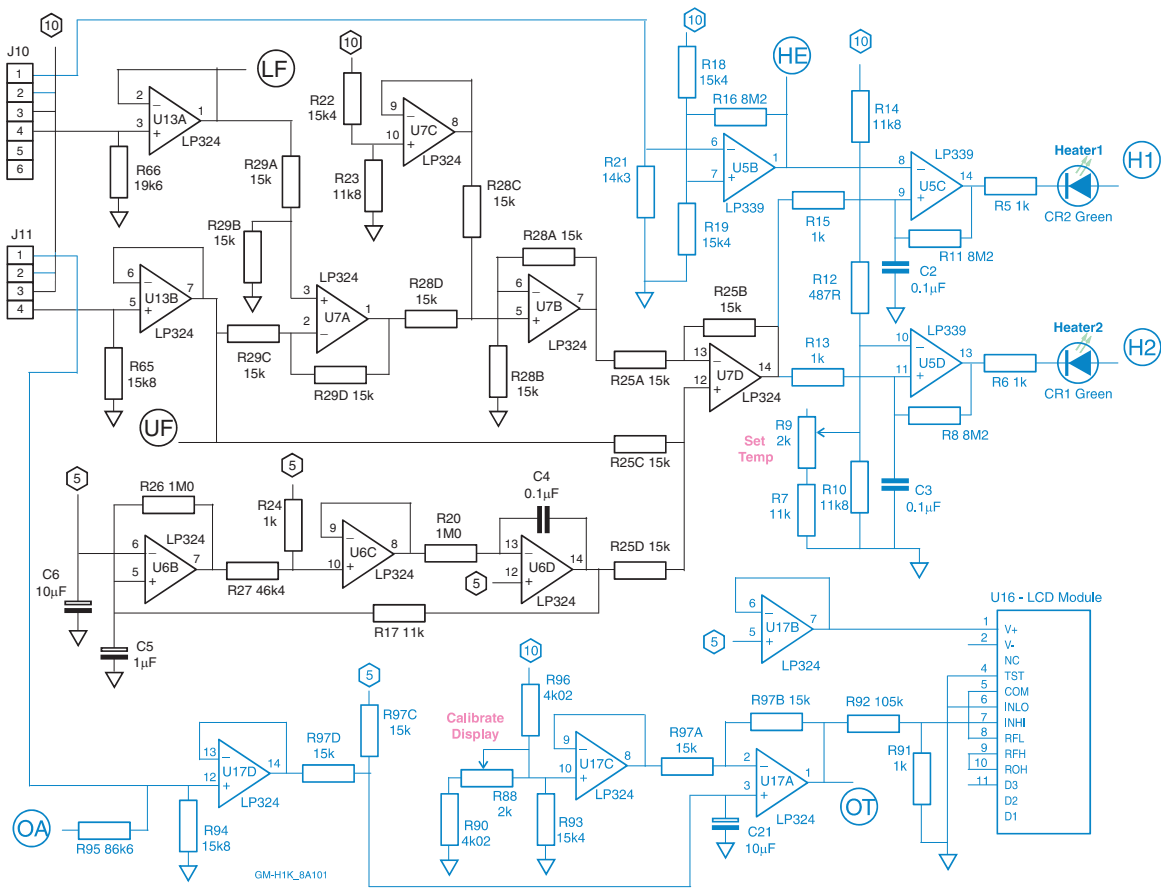 10
10
10
10
J10
1
2
3
4
5
6
2
3
1
U13A
LP324
LF
R66
19k6
R29A
15k
R22
15k4
R23
11k8
9
10
8
U7C
LP324
R28C
15k
R21
14k3
R18
15k4
R16 8M2
HE
6
7
1
U5B
LP339
R19
15k4
R14
11k8
R15
1k
LP339
8
9
14
U5C
R5 1k
Heater1
CR2 Green
H1
R11 8M2
C2
0.1µF
R12
487R
J11
1
2
3
4
6
5
7
U13B
LP324
R65
15k8
R29B
15k
LP324
3
2
1
U7A
R29C
15k
R29D 15k
R28D
15k
R28A 15k
6
5
7
U7B
LP324
R28B
15k
R25B
15k
R25A 15k
13
12
14
U7D
LP324
R13
1k
LP339
10
11
13
U5D
R6 1k
Heater2
CR1 Green
H2
R8 8M2
R9
2k
Set
Temp
R7
11k
R10
11k8
C3
0.1µF
UF
R25C 15k
5
R26 1M0
LP324
6
5
7
U6B
C6
10µF
C5
1µF
R27 46k4
5
R24
1k
9
10
8
U6C
LP324
R20
1M0
C4
0.1µF
13
12
14
U6D
LP324
5
R25D 15k
R17 11k
6
5
7
U17B
LP324
5
U16 - LCD Module
1
2
4
5
6
7
8
9
10
11
V+
V-
NC
TST
COM
INLO
INHI
RFL
RFH
ROH
D3
D2
D1
5
R97C
15k
R97D
15k
13
12
14
U17D
LP324
OA
R95 86k6
R94
15k8
10
R96
4k02
Calibrate
Display
R88
2k
R90
4k02
R93
15k4
9
10
8
U17C
LP324
R97A
15k
R97B 15k
2
3
1
U17A
LP324
C21
10µF
OT
R92 105k
R91
1k
GM-H1K_8A101